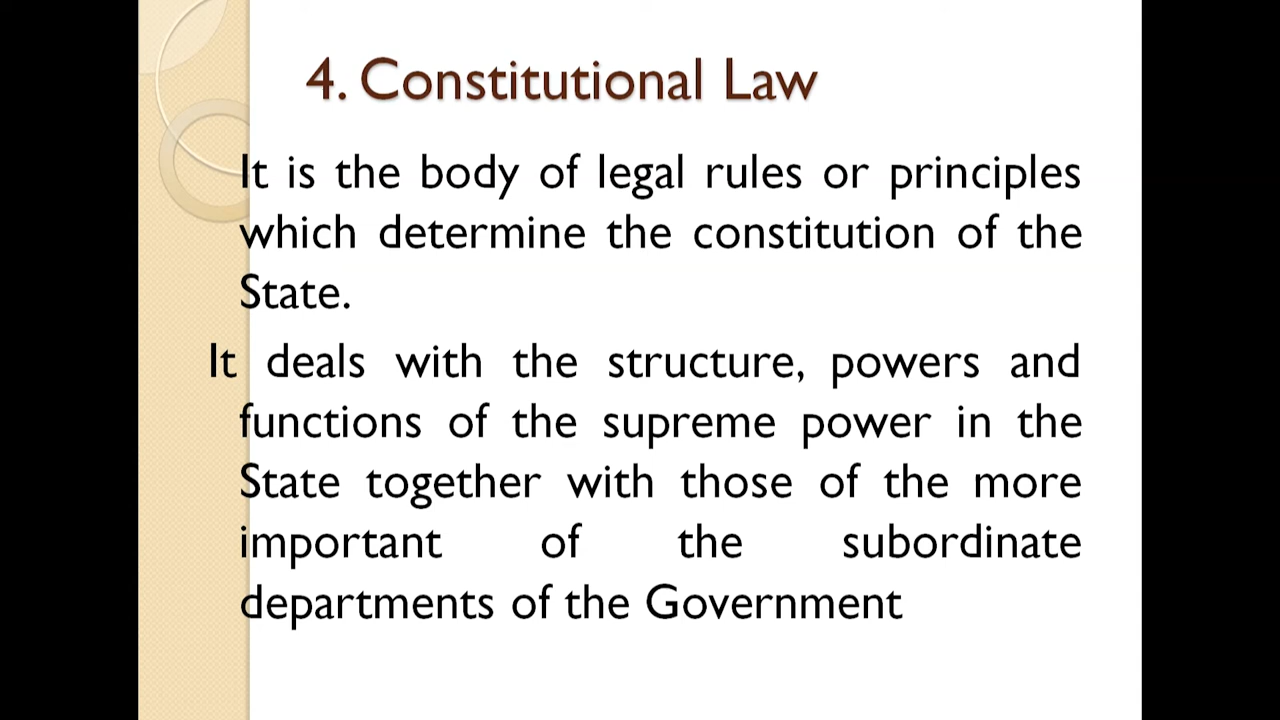 4. Constitutional Law
It is the body of legal rules or principles
which determine the constitution of the
State.
It deals with the structure, powers and
functions of the supreme power in the
State together with those of the more
important of the subordinate
departments of the Government